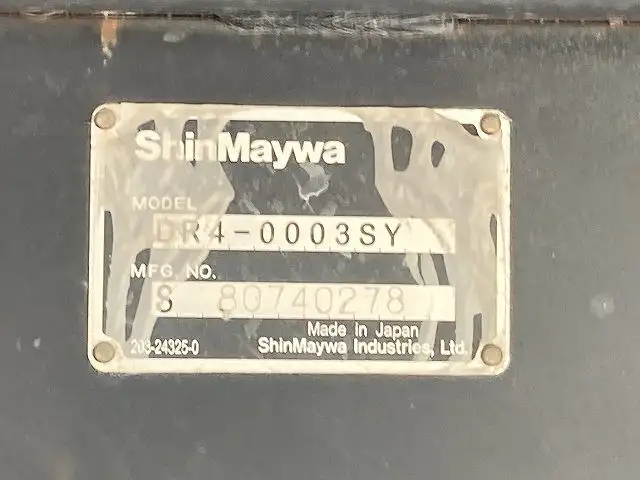 ShinMaywa
MODEL
DR4-0003SY
MFG. NO.
S 80740278
Made in Japan
203-24325-0 ShinMaywa Industries, Ltd.